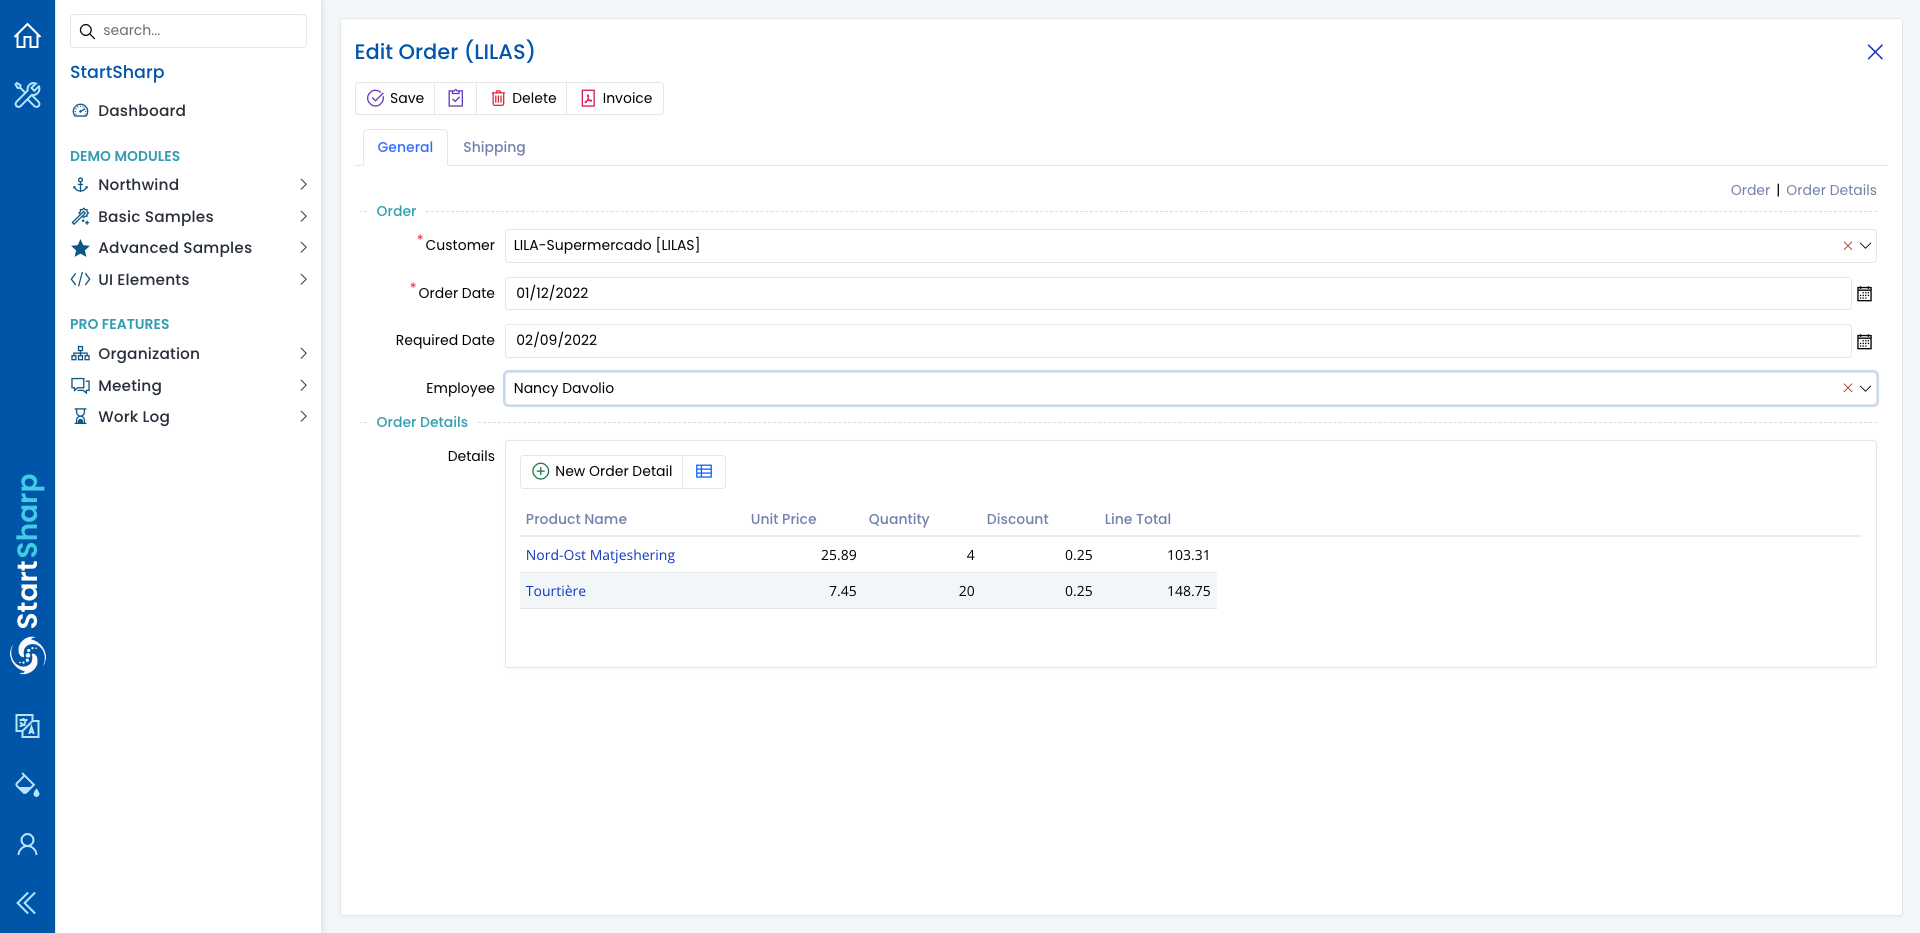 search...
StartSharp
Dashboard
DEMO MODULES
Northwind
Basic Samples
Advanced Samples
UI Elements
PRO FEATURES
Organization
Meeting
Work Log
StartSharp
Edit Order (LILAS)
Save Delete Invoice
General Shipping
Order | Order Details
Order
*Customer LILA-Supermercado [LILAS]
*Order Date 01/12/2022
Required Date 02/09/2022
Employee Nancy Davolio
Order Details
Details
New Order Detail
Product Name Unit Price Quantity Discount Line Total
Nord-Ost Matjeshering 25.89 4 0.25 103.31
Tourtière 7.45 20 0.25 148.75